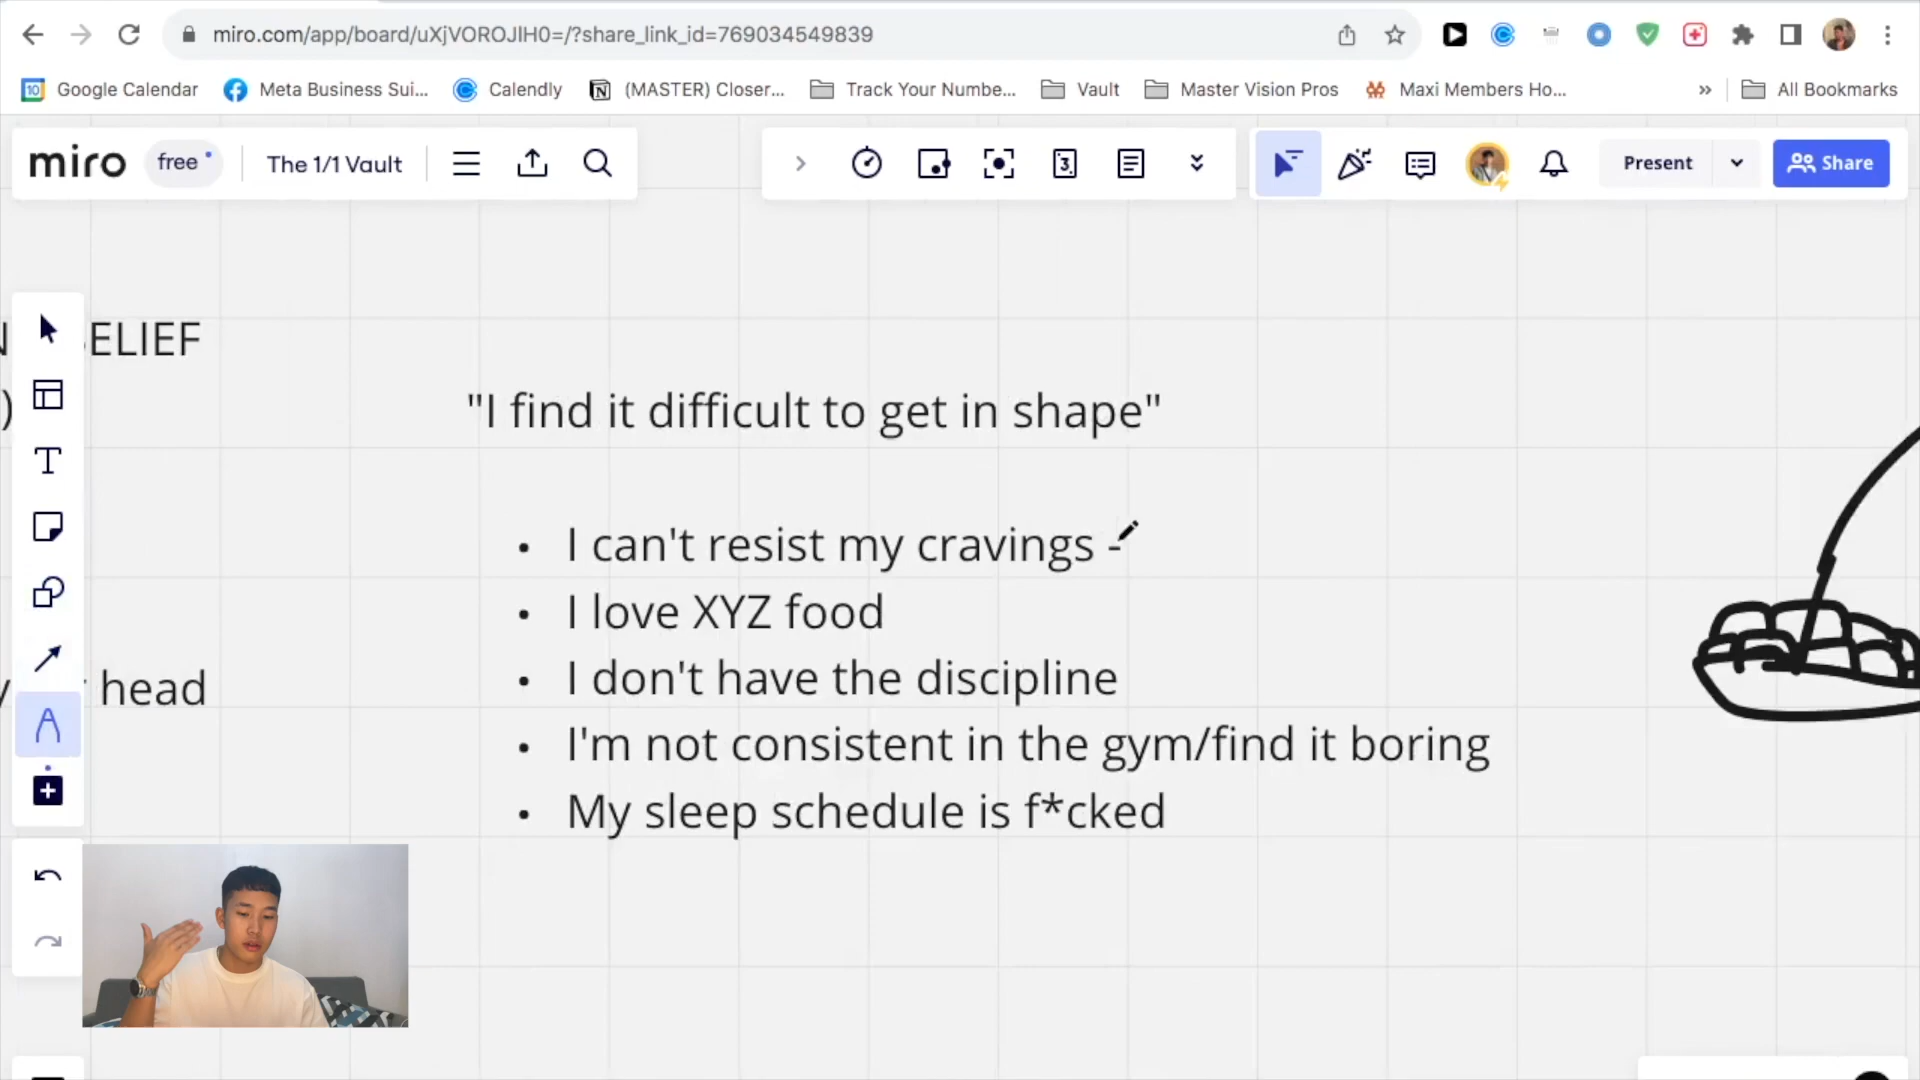 miro.com/app/board/uXjVOROJlH0=/?share_link_id=769034549839
Google Calendar
Meta Business Sui...
Calendly
(MASTER) Closer...
Track Your Numbe...
Vault
Master Vision Pros
Maxi Members Ho...
All Bookmarks
miro
free
The 1/1 Vault
Present
Share
ELIEF
"I find it difficult to get in shape"
• I can't resist my cravings -
• I love XYZ food
• I don't have the discipline
head
• I'm not consistent in the gym/find it boring
• My sleep schedule is f*cked